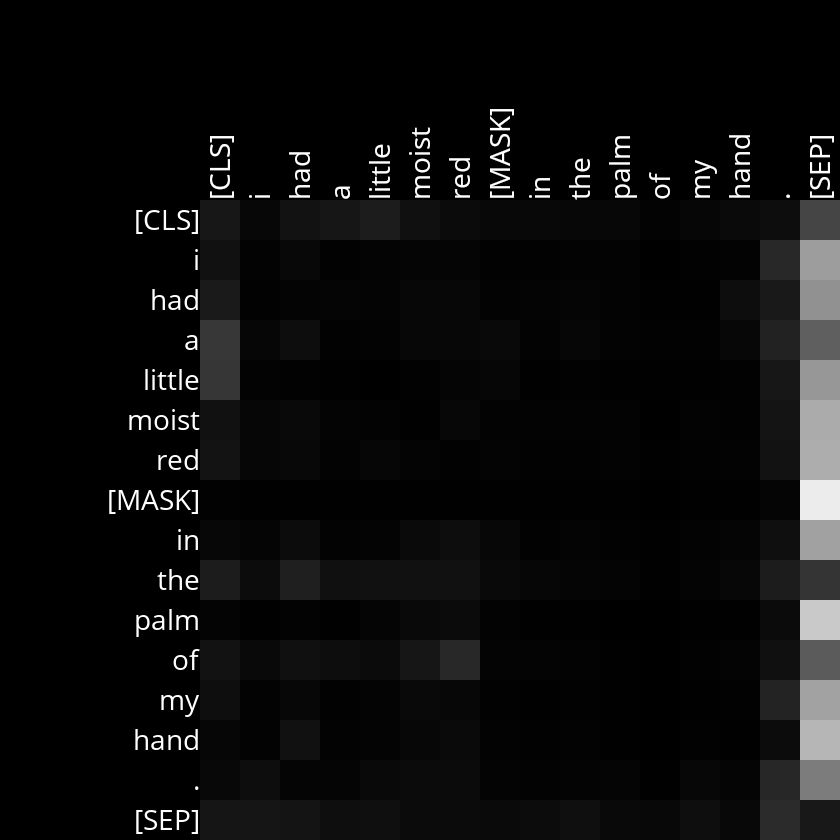 [CLS] i had a little moist red [MASK] in the palm of my hand . [SEP]
[CLS]
i
had
a
little
moist
red
[MASK]
in
the
palm
of
my
hand
.
[SEP]